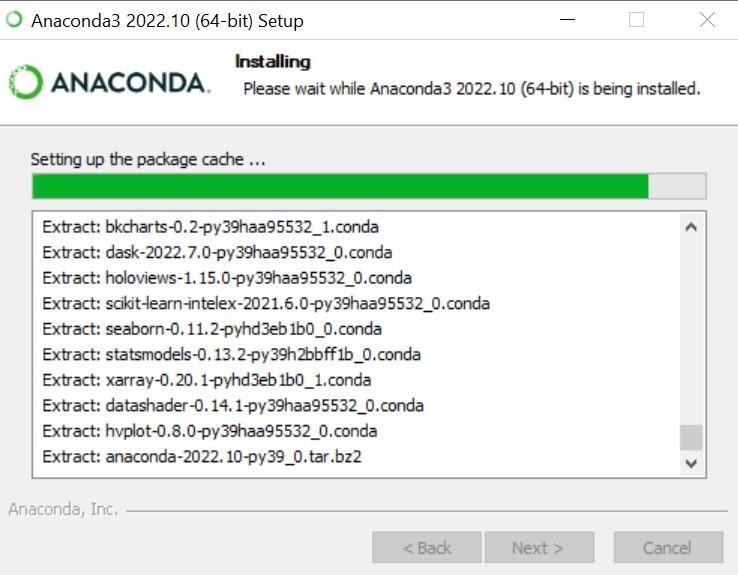 Anaconda3 2022.10 (64-bit) Setup
ANACONDA.
Installing
Please wait while Anaconda3 2022.10 (64-bit) is being installed.
Setting up the package cache ...
Extract: bkcharts-0.2-py39haa95532_1.conda
Extract: dask-2022.7.0-py39haa95532_0.conda
Extract: holoviews-1.15.0-py39haa95532_0.conda
Extract: scikit-learn-intelex-2021.6.0-py39haa95532_0.conda
Extract: seaborn-0.11.2-pyhd3eb1b0_0.conda
Extract: statsmodels-0.13.2-py39h2bbff1b_0.conda
Extract: xarray-0.20.1-pyhd3eb1b0_1.conda
Extract: datashader-0.14.1-py39haa95532_0.conda
Extract: hvplot-0.8.0-py39haa95532_0.conda
Extract: anaconda-2022.10-py39_0.tar.bz2
Anaconda, Inc.
< Back
Next >
Cancel